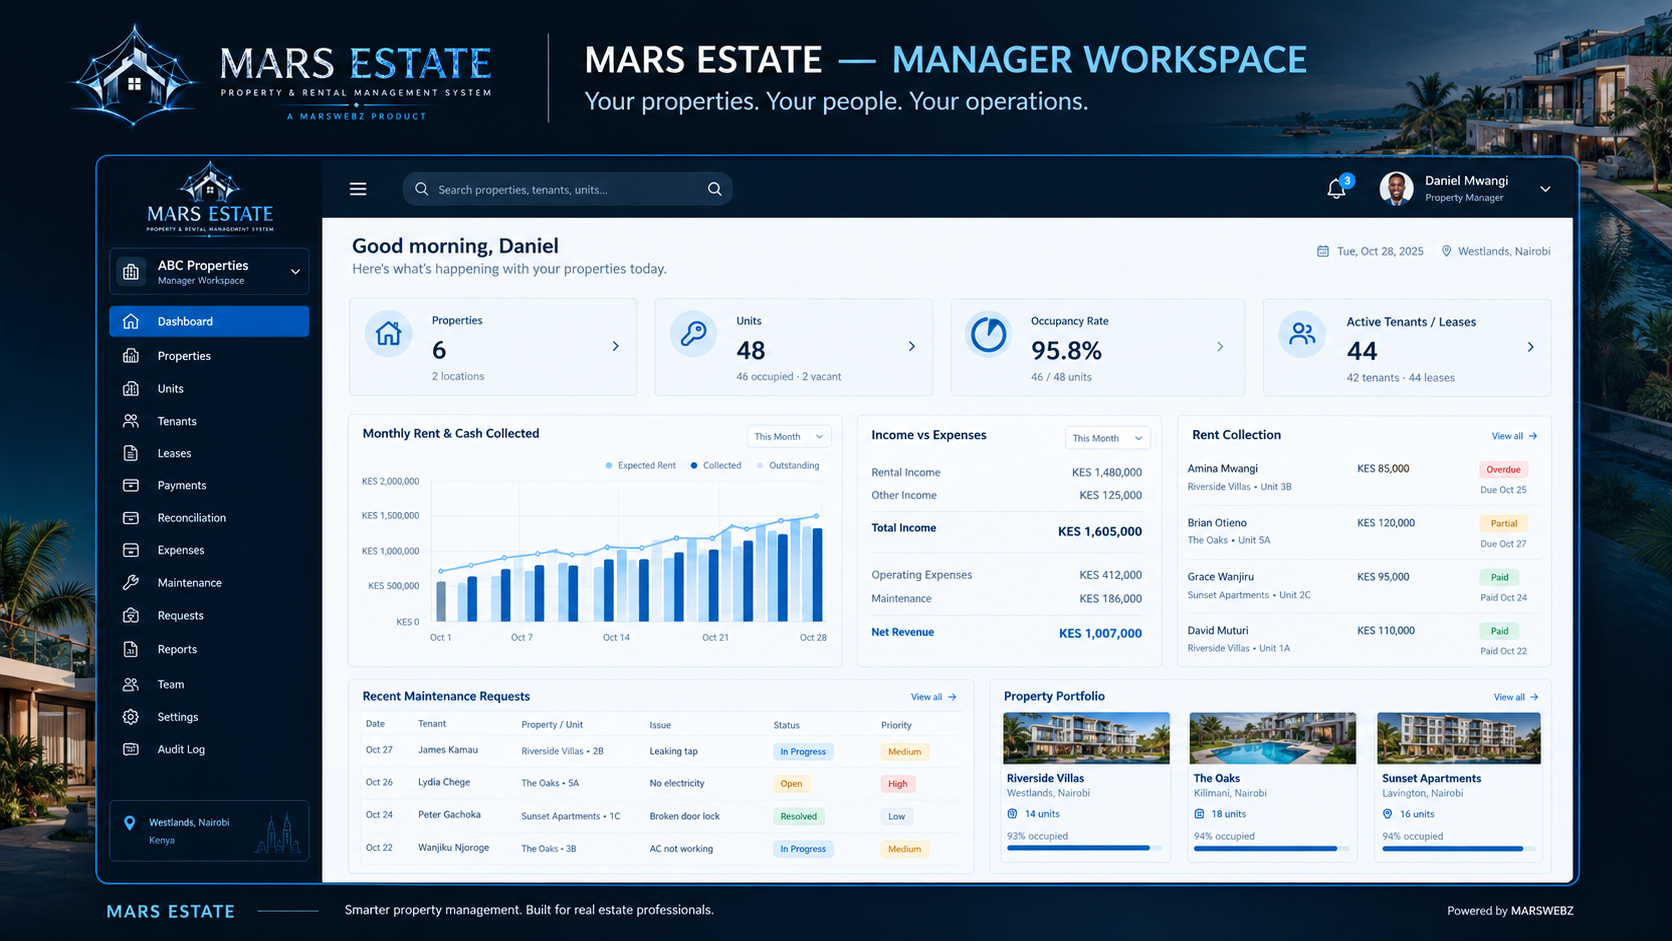 MARS ESTATE
PROPERTY & RENTAL MANAGEMENT SYSTEM
A MARSWEBZ PRODUCT
MARS ESTATE — MANAGER WORKSPACE
Your properties. Your people. Your operations.
MARS ESTATE
PROPERTY & RENTAL MANAGEMENT SYSTEM
ABC Properties
Manager Workspace
Dashboard
Properties
Units
Tenants
Leases
Payments
Reconciliation
Expenses
Maintenance
Requests
Reports
Team
Settings
Audit Log
Westlands, Nairobi
Kenya
Search properties, tenants, units...
3
Daniel Mwangi
Property Manager
Good morning, Daniel
Here's what's happening with your properties today.
Tue, Oct 28, 2025
Westlands, Nairobi
Properties
6
2 locations
Units
48
46 occupied · 2 vacant
Occupancy Rate
95.8%
46 / 48 units
Active Tenants / Leases
44
42 tenants · 44 leases
Monthly Rent & Cash Collected
This Month
Expected Rent
Collected
Outstanding
KES 2,000,000
KES 1,500,000
KES 1,000,000
KES 500,000
KES 0
Oct 1
Oct 7
Oct 14
Oct 21
Oct 28
Income vs Expenses
This Month
Rental Income KES 1,480,000
Other Income KES 125,000
Total Income KES 1,605,000
Operating Expenses KES 412,000
Maintenance KES 186,000
Net Revenue KES 1,007,000
Rent Collection
View all →
Amina Mwangi KES 85,000 Overdue
Riverside Villas • Unit 3B Due Oct 25
Brian Otieno KES 120,000 Partial
The Oaks • Unit 5A Due Oct 27
Grace Wanjiru KES 95,000 Paid
Sunset Apartments • Unit 2C Paid Oct 24
David Muturi KES 110,000 Paid
Riverside Villas • Unit 1A Paid Oct 22
Recent Maintenance Requests
View all →
Date Tenant Property / Unit Issue Status Priority
Oct 27 James Kamau Riverside Villas • 2B Leaking tap In Progress Medium
Oct 26 Lydia Chege The Oaks • 5A No electricity Open High
Oct 24 Peter Gachoka Sunset Apartments • 1C Broken door lock Resolved Low
Oct 22 Wanjiku Njoroge The Oaks • 3B AC not working In Progress Medium
Property Portfolio
View all →
Riverside Villas
Westlands, Nairobi
14 units
93% occupied
The Oaks
Killmani, Nairobi
18 units
94% occupied
Sunset Apartments
Lavington, Nairobi
16 units
94% occupied
MARS ESTATE
Smarter property management. Built for real estate professionals.
Powered by MARSWEBZ